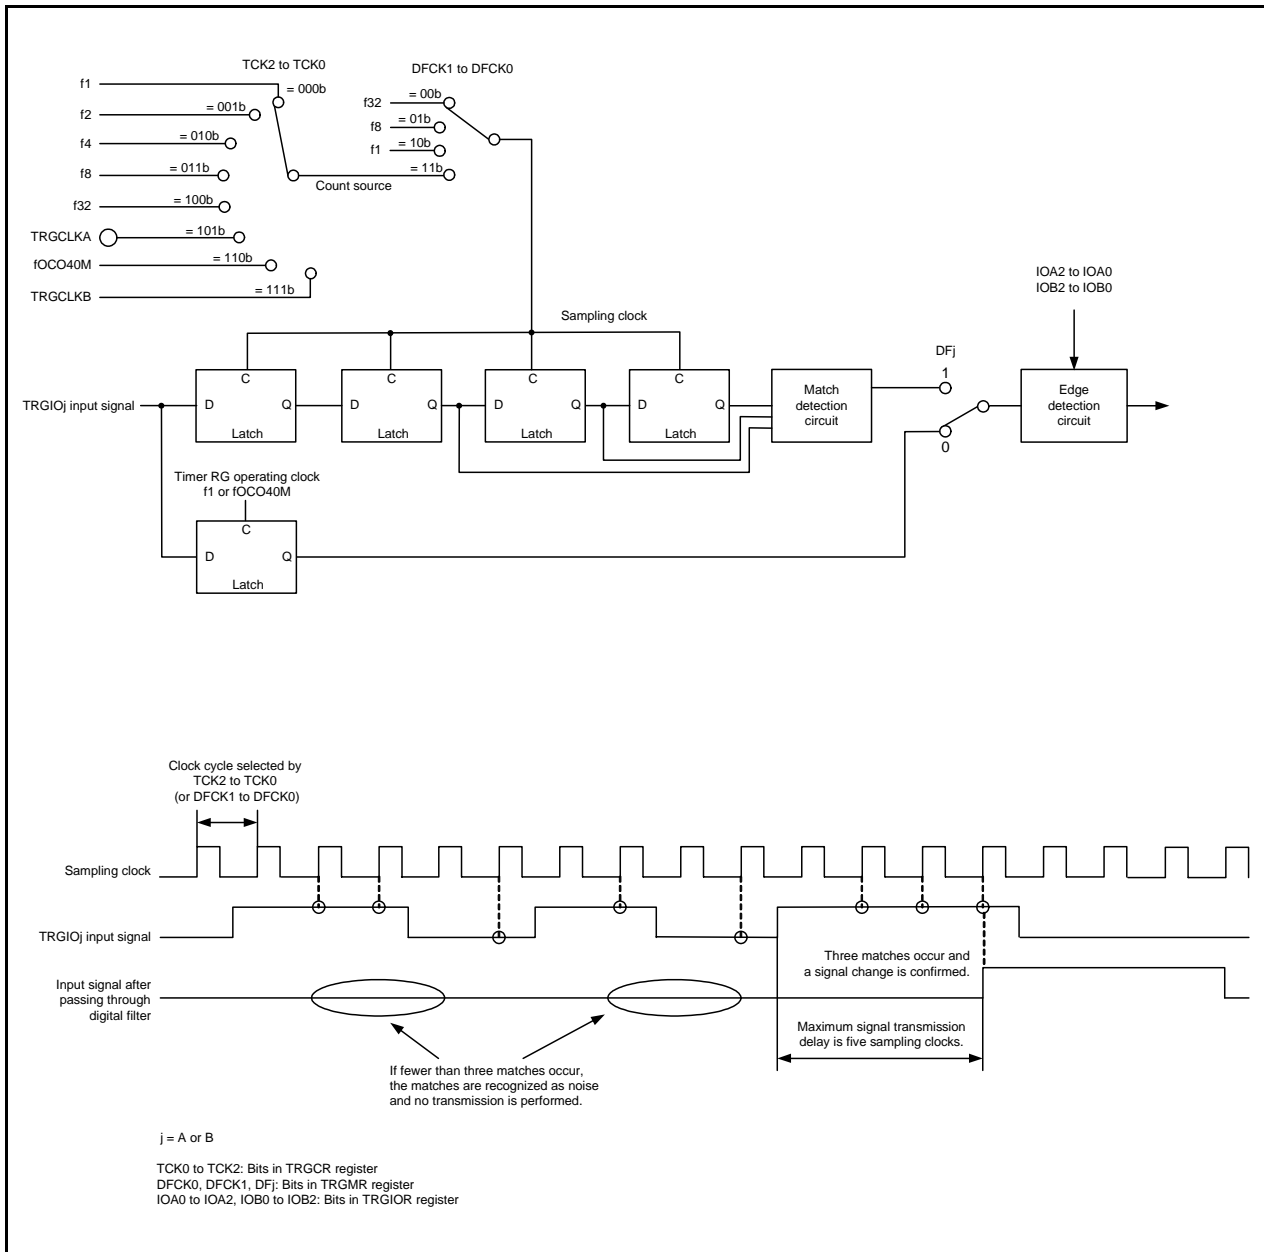 TCK2 to TCK0
DFCK1 to DFCK0
f1
= 000b
f2
= 001b
f4
= 010b
f8
= 011b
f32
= 100b
TRGCLKA
= 101b
fOCO40M
= 110b
TRGCLKB
= 111b
Count source
f32
= 00b
f8
= 01b
f1
= 10b
= 11b
IOA2 to IOA0
IOB2 to IOB0
Sampling clock
DFj
1
0
TRGIOj input signal
C
D
Q
Latch
C
D
Q
Latch
C
D
Q
Latch
C
D
Q
Latch
Match
detection
circuit
Edge
detection
circuit
Timer RG operating clock
f1 or fOCO40M
C
D
Q
Latch
Clock cycle selected by
TCK2 to TCK0
(or DFCK1 to DFCK0)
Sampling clock
TRGIOj input signal
Three matches occur and
a signal change is confirmed.
Input signal after
passing through
digital filter
Maximum signal transmission
delay is five sampling clocks.
If fewer than three matches occur,
the matches are recognized as noise
and no transmission is performed.
j = A or B
TCK0 to TCK2: Bits in TRGCR register
DFCK0, DFCK1, DFj: Bits in TRGMR register
IOA0 to IOA2, IOB0 to IOB2: Bits in TRGIOR register